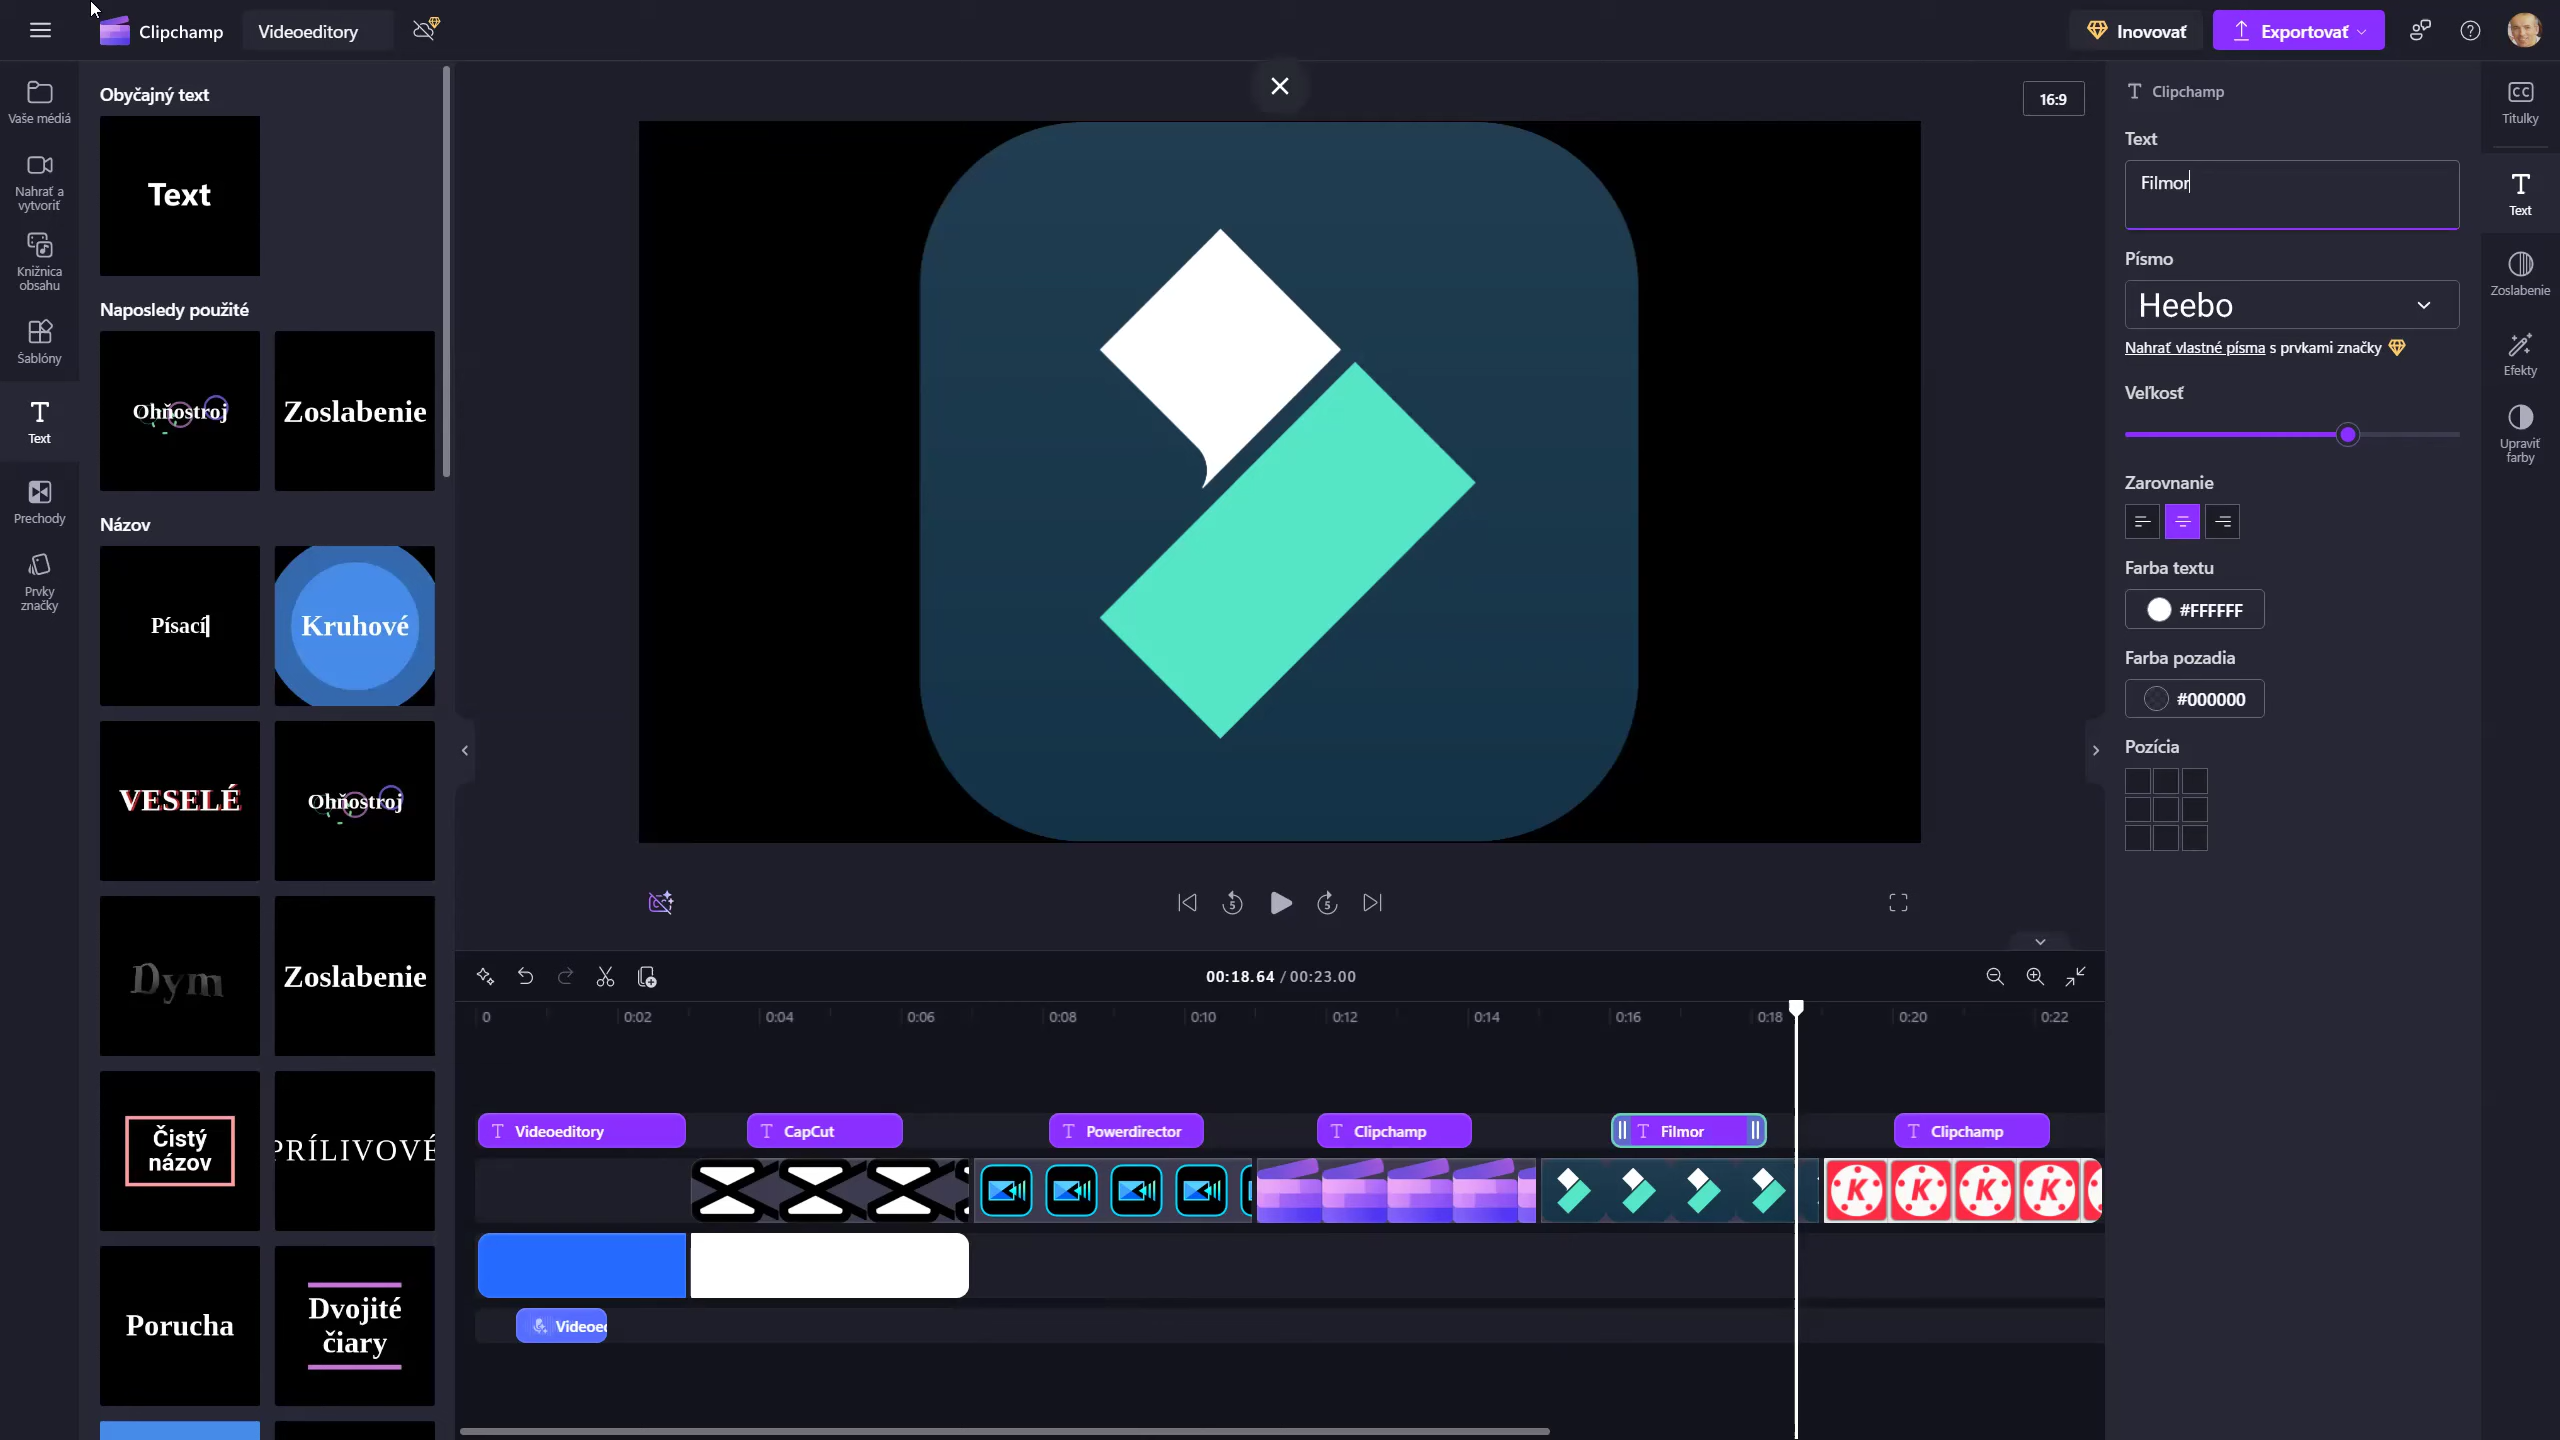 Clipchamp
Videoeditory
Inovovať
Exportovať
Vaše médiá
Nahrať a
vytvoriť
Knižnica
obsahu
Šablóny
Text
Prechody
Prvky
značky
Obyčajný text
Text
Naposledy použité
Ohňostroj
Zoslabenie
Názov
Písací
Kruhové
VESELÉ
Ohňostroj
Dym
Zoslabenie
Čistý
názov
PRÍLIVOVÉ
Porucha
Dvojité
čiary
16:9
Clipchamp
Text
Filmor
Písmo
Heebo
Nahrať vlastné písma s prvkami značky
Veľkosť
Zarovnanie
Farba textu
#FFFFFF
Farba pozadia
#000000
Pozícia
CC
Titulky
Text
Zoslabenie
Efekty
Upraviť
farby
5
5
00:18.64 / 00:23.00
0
0:02
0:04
0:06
0:08
0:10
0:12
0:14
0:16
0:18
0:20
0:22
Videoeditory
CapCut
Powerdirector
Clipchamp
Filmor
Clipchamp
K
K
K
K
Videoed